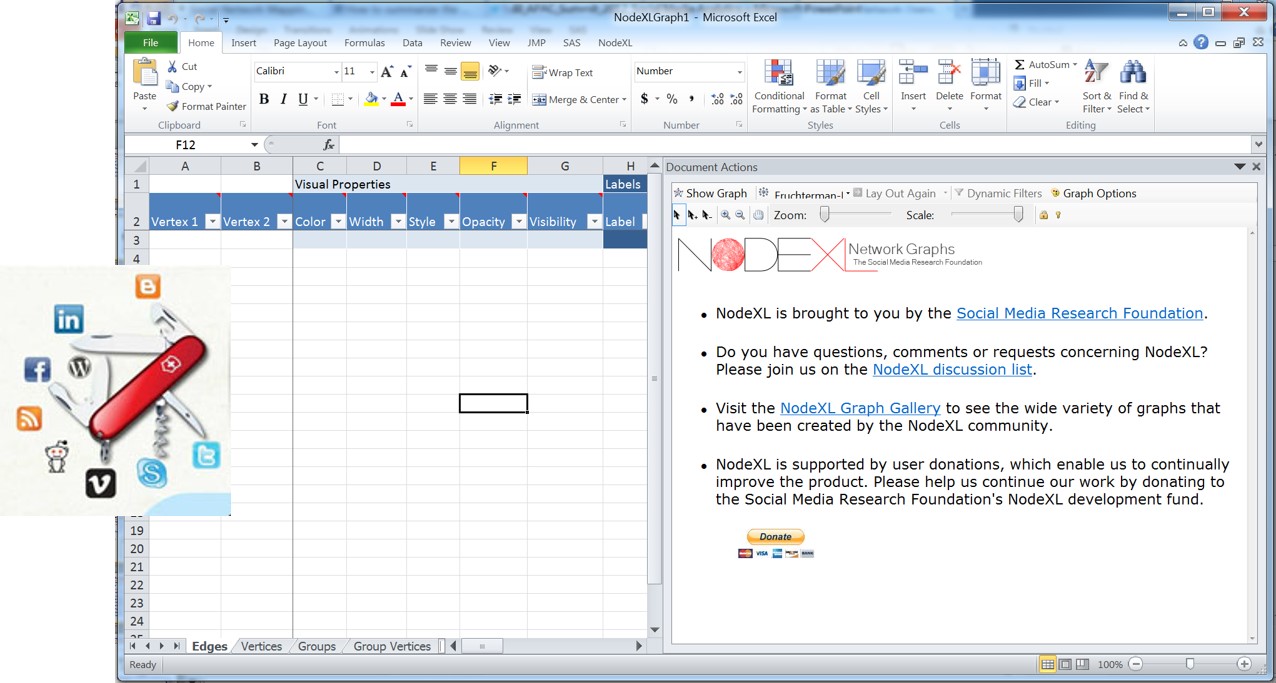 NodeXLGraph1 - Microsoft Excel
File Home Insert Page Layout Formulas Data Review View JMP SAS NodeXL
Paste
Cut
Copy
Format Painter
Clipboard
Calibri 11
B I U
Font
Wrap Text
Merge & Center
Alignment
Number
$ % ,
Number
Conditional Formatting
Format as Table
Cell Styles
Styles
Insert Delete Format
Cells
AutoSum
Fill
Clear
Sort & Filter
Find & Select
Editing
F12 fx
A B C D E F G H
1 Visual Properties Labels
2 Vertex 1 Vertex 2 Color Width Style Opacity Visibility Label
3
4
19
20
21
22
23
24
Edges Vertices Groups Group Vertices
Ready
100%
Document Actions
Show Graph Lay Out Again Dynamic Filters Graph Options
Zoom: Scale:
NODEXL Network Graphs
The Social Media Research Foundation
• NodeXL is brought to you by the Social Media Research Foundation.
• Do you have questions, comments or requests concerning NodeXL?
Please join us on the NodeXL discussion list.
• Visit the NodeXL Graph Gallery to see the wide variety of graphs that
have been created by the NodeXL community.
• NodeXL is supported by user donations, which enable us to continually
improve the product. Please help us continue our work by donating to
the Social Media Research Foundation's NodeXL development fund.
Donate
VISA
in
f